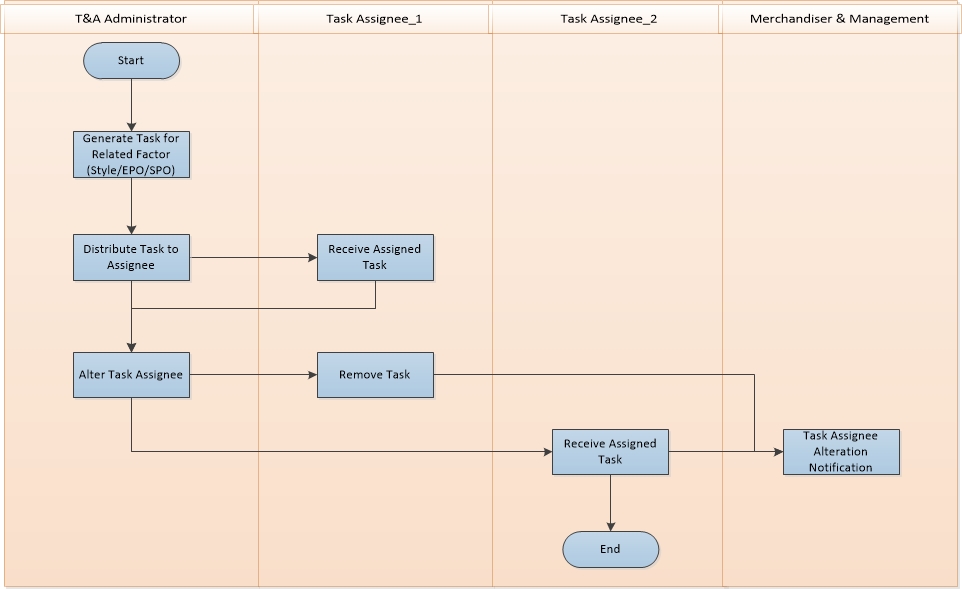 T&A Administrator
Task Assignee_1
Task Assignee_2
Merchandiser & Management
Start
Generate Task for
Related Factor
(Style/EPO/SPO)
Distribute Task to
Assignee
Receive Assigned
Task
Alter Task Assignee
Remove Task
Receive Assigned
Task
Task Assignee
Alteration
Notification
End